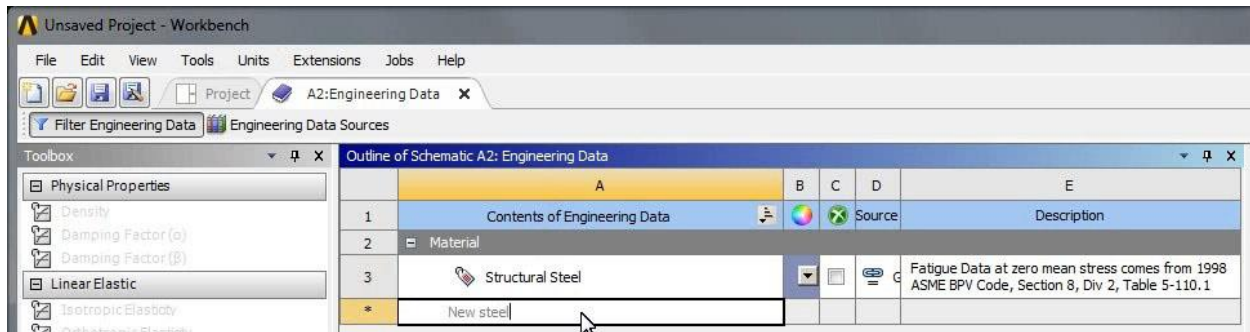 Unsaved Project - Workbench
File Edit View Tools Units Extensions Jobs Help
Project A2:Engineering Data
Filter Engineering Data Engineering Data Sources
Toolbox
Outline of Schematic A2: Engineering Data
Physical Properties
Density
Damping Factor (α)
Damping Factor (β)
Linear Elastic
Isotropic Elasticity
Orthotropic Elasticity
A B C D E
1 Contents of Engineering Data Source Description
2 Material
3 Structural Steel G Fatigue Data at zero mean stress comes from 1998
ASME BPV Code, Section 8, Div 2, Table 5-110.1
* New steel